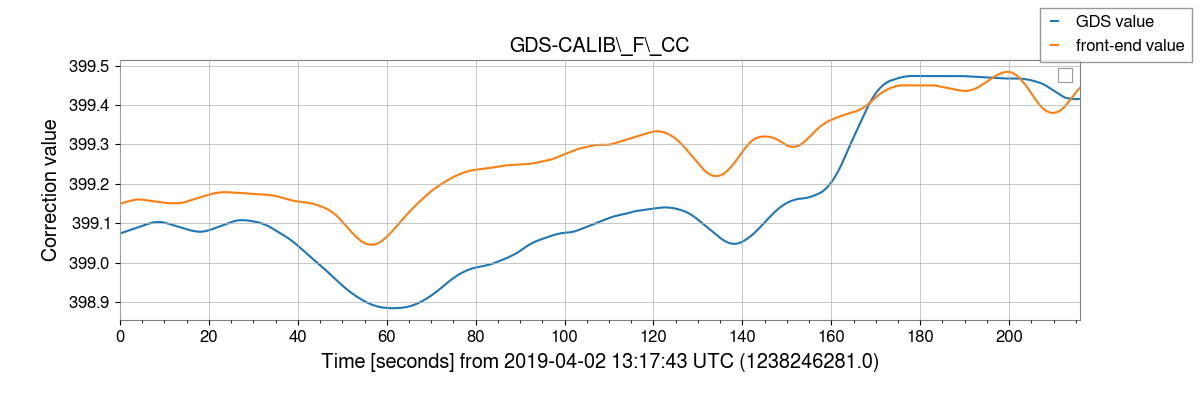 GDS value
front-end value
GDS-CALIB\_F\_CC
Correction value
399.5
399.4
399.3
399.2
399.1
399.0
398.9
0 20 40 60 80 100 120 140 160 180 200
Time [seconds] from 2019-04-02 13:17:43 UTC (1238246281.0)